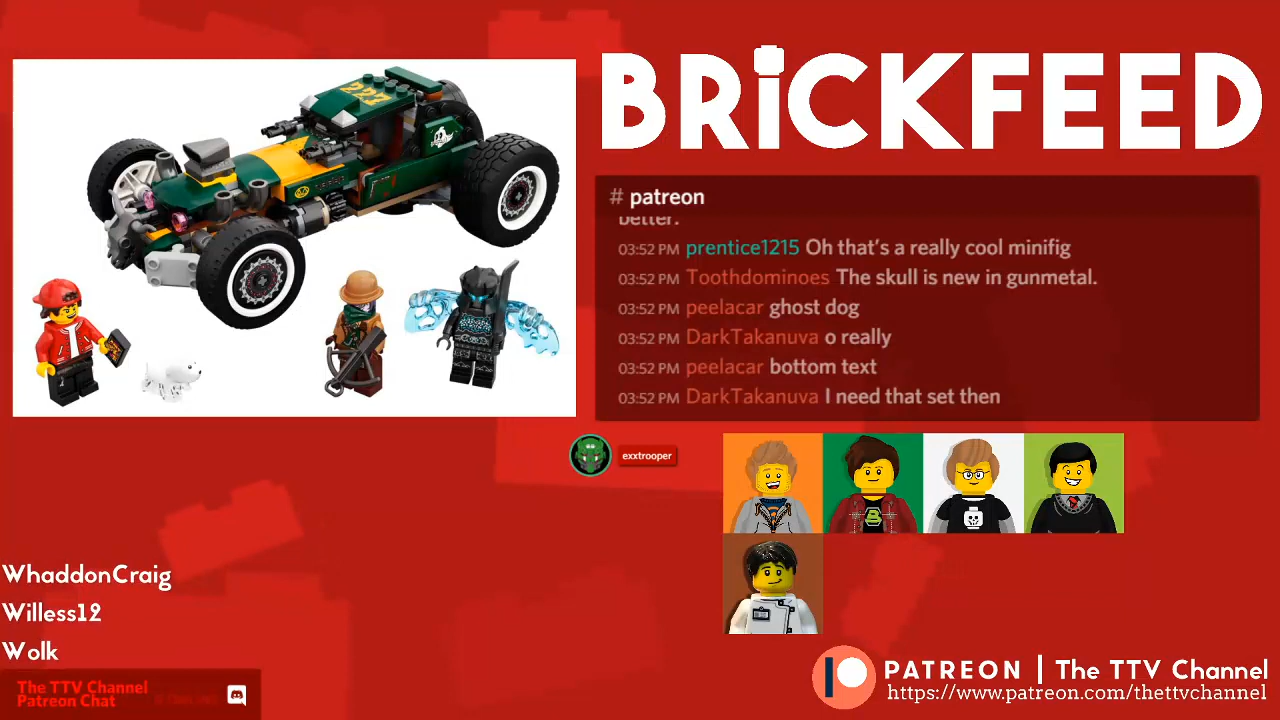 BRiCKFEED
# patreon
better.
03:52 PM prentice1215 Oh that's a really cool minifig
03:52 PM Toothdominoes The skull is new in gunmetal.
03:52 PM peelacar ghost dog
03:52 PM DarkTakanuva o really
03:52 PM peelacar bottom text
03:52 PM DarkTakanuva I need that set then
227
exxtrooper
B
WhaddonCraig
Willess12
Wolk
The TTV Channel
Patreon Chat
PATREON | The TTV Channel
https://www.patreon.com/thettvchannel